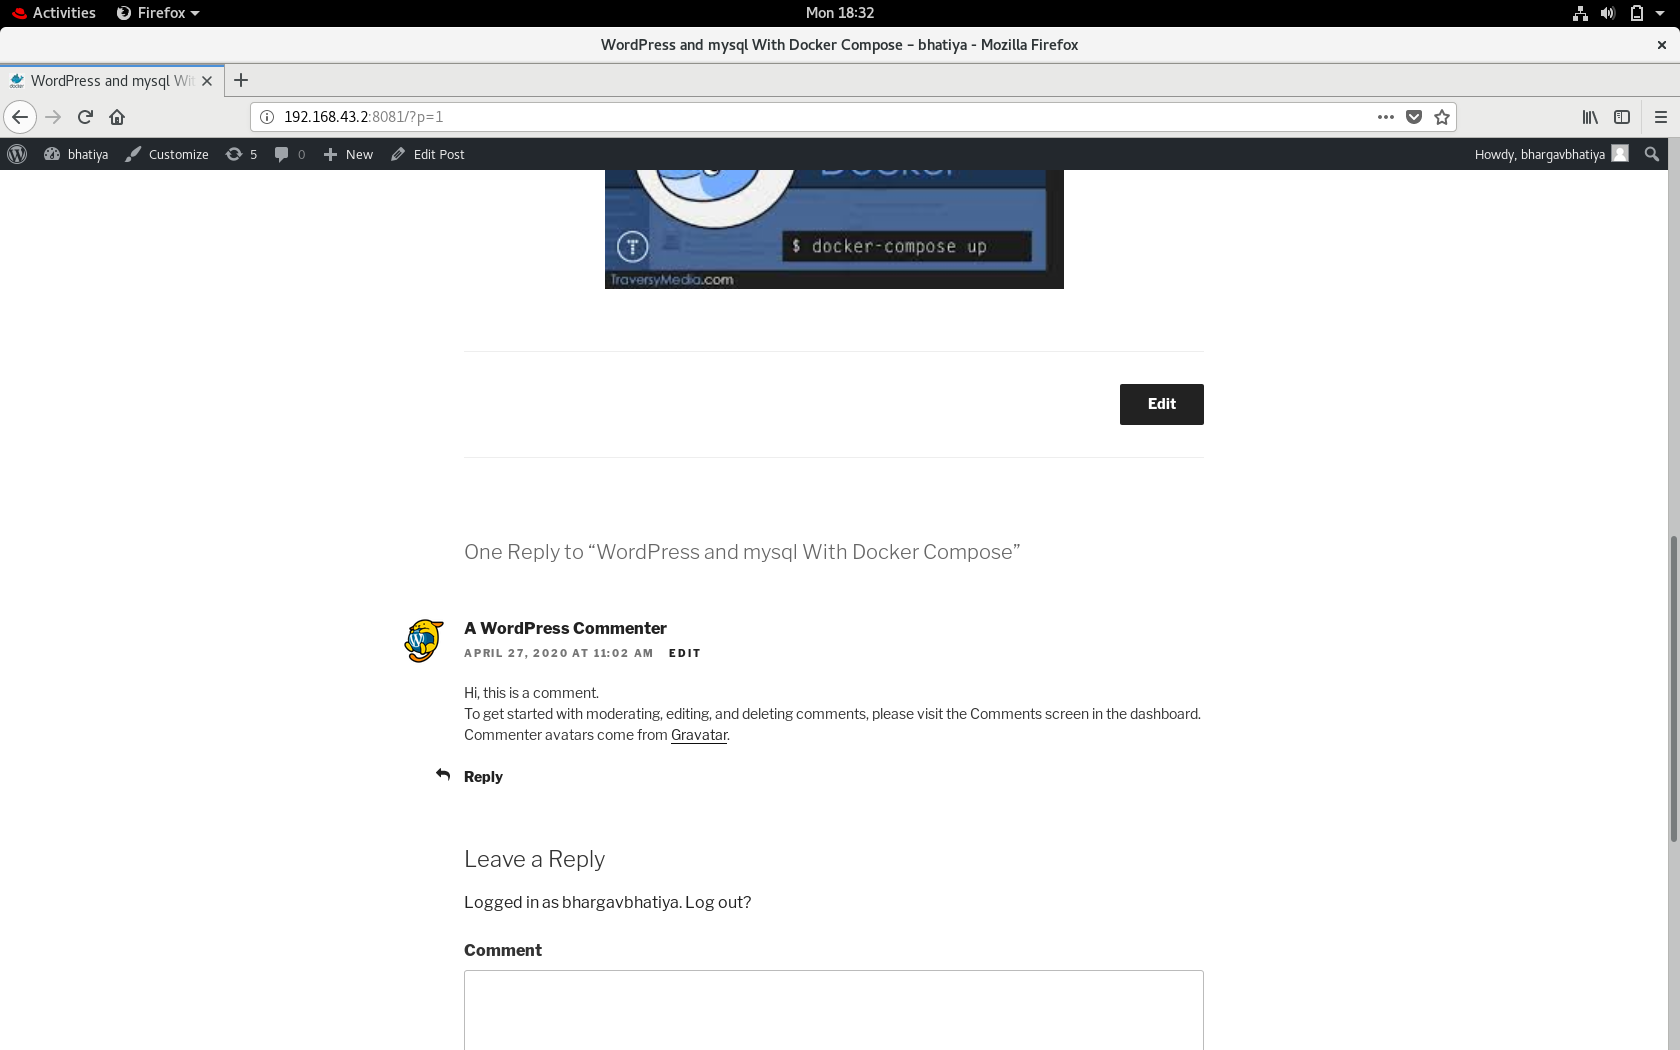 Activities
Firefox
Mon 18:32
WordPress and mysql With Docker Compose – bhatiya - Mozilla Firefox
WordPress and mysql Wit
192.168.43.2:8081/?p=1
bhatiya
Customize
5
0
New
Edit Post
Howdy, bhargavbhatiya
Docker
$ docker-compose up
TraversyMedia.com
Edit
One Reply to “WordPress and mysql With Docker Compose”
A WordPress Commenter
APRIL 27, 2020 AT 11:02 AM EDIT
Hi, this is a comment.
To get started with moderating, editing, and deleting comments, please visit the Comments screen in the dashboard.
Commenter avatars come from Gravatar.
Reply
Leave a Reply
Logged in as bhargavbhatiya. Log out?
Comment